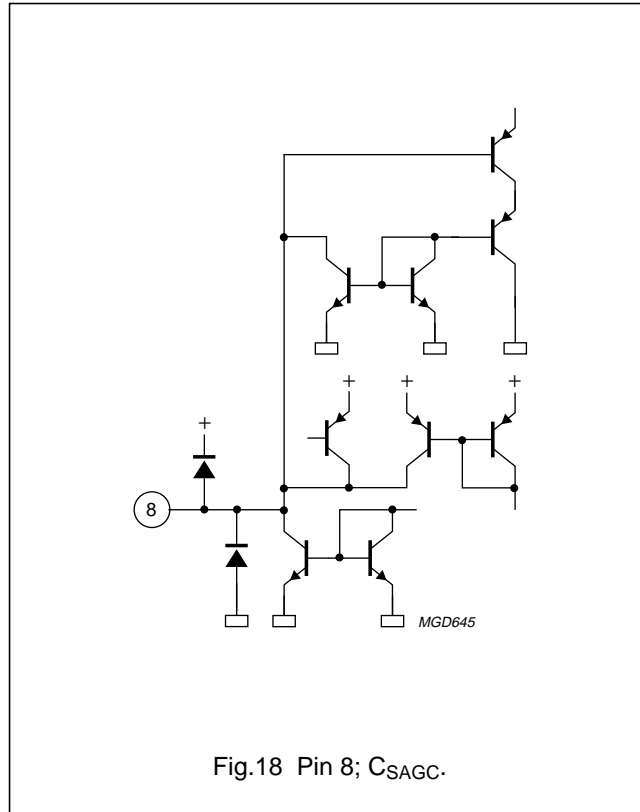 +
+
+
+
8
MGD645
Fig.18 Pin 8; CSAGC.